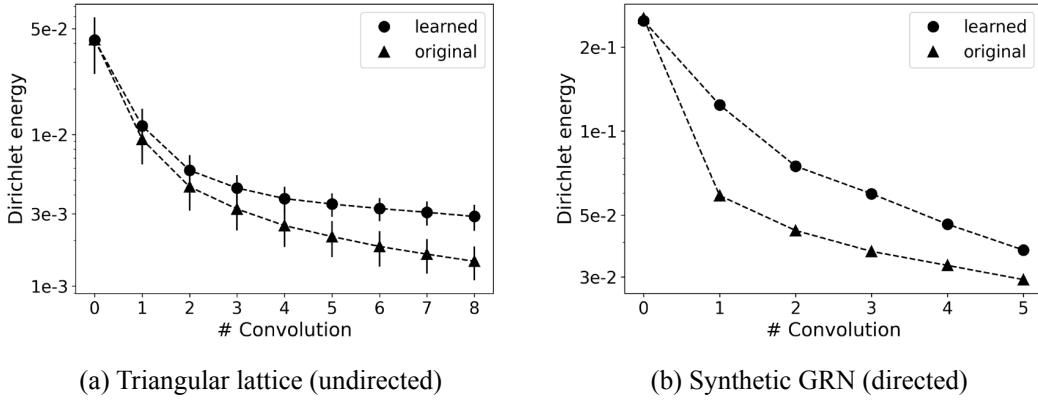 5e-2
1e-2
3e-3
1e-3
Dirichlet energy
learned
original
0 1 2 3 4 5 6 7 8
# Convolution
(a) Triangular lattice (undirected)
2e-1
1e-1
5e-2
3e-2
Dirichlet energy
learned
original
0 1 2 3 4 5
# Convolution
(b) Synthetic GRN (directed)